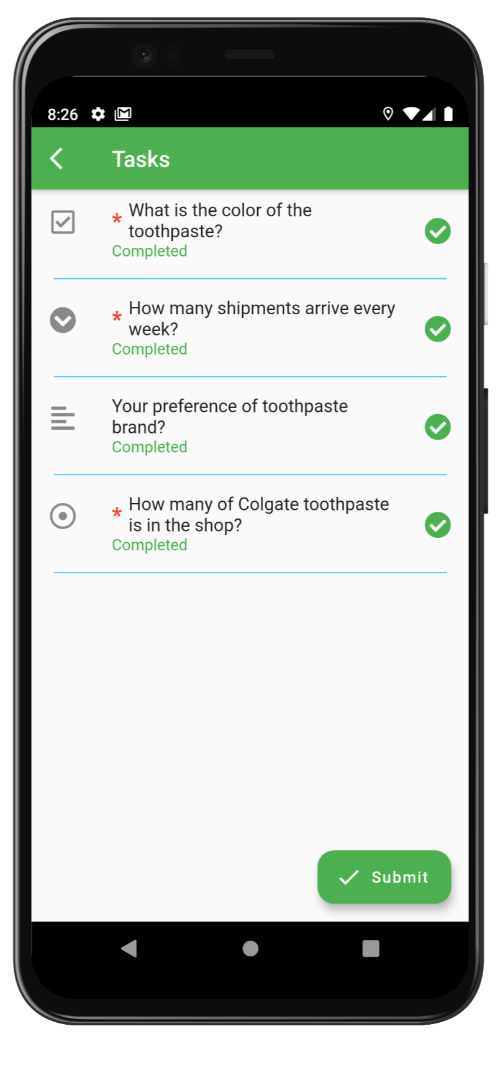 8:26
Tasks
* What is the color of the
toothpaste?
Completed
* How many shipments arrive every
week?
Completed
Your preference of toothpaste
brand?
Completed
* How many of Colgate toothpaste
is in the shop?
Completed
Submit